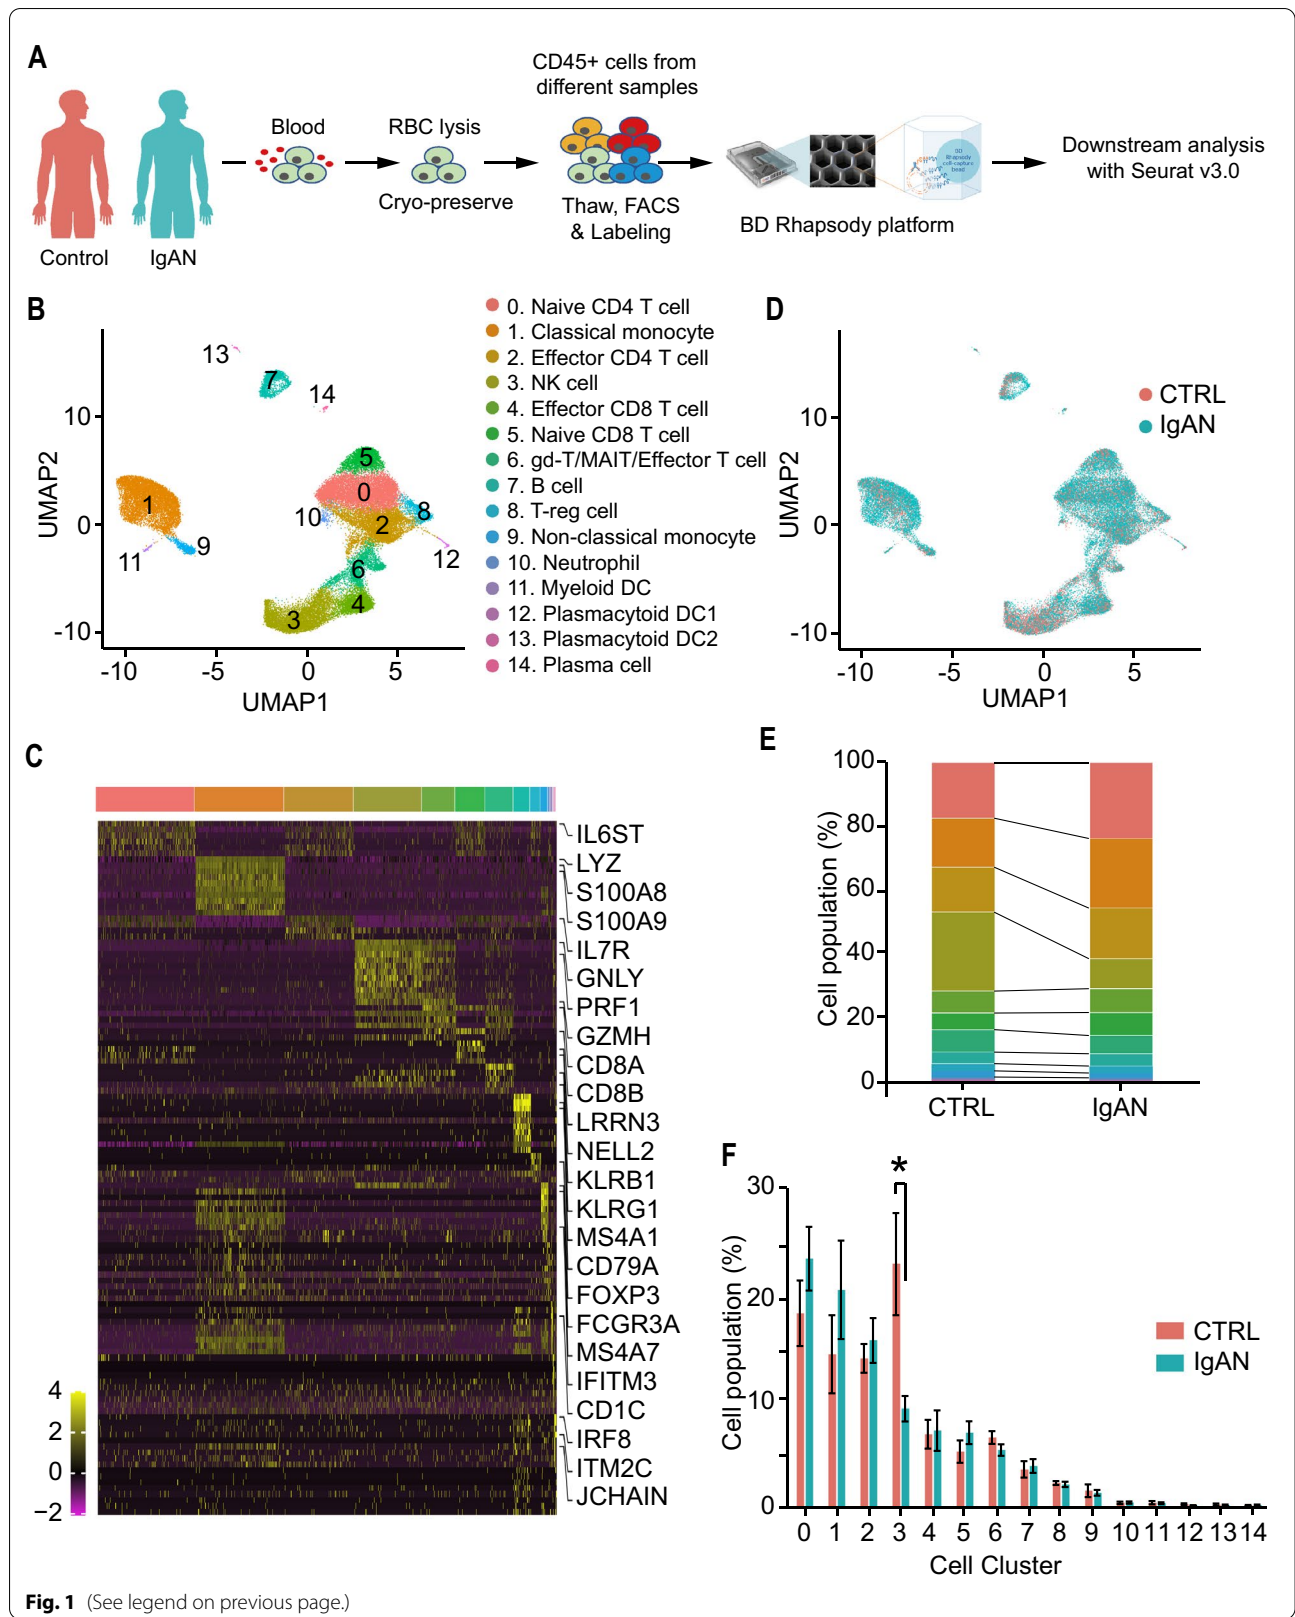 A
Control
IgAN
Blood
RBC lysis
Cryo-preserve
CD45+ cells from
different samples
Thaw, FACS
& Labeling
BD Rhapsody platform
BD
Rhapsody
cell-capture
bead
Downstream analysis
with Seurat v3.0
B
UMAP2
10
0
-10
-10
-5
0
5
UMAP1
13
7
14
5
0
10
8
2
12
1
11
9
6
4
3
0. Naive CD4 T cell
1. Classical monocyte
2. Effector CD4 T cell
3. NK cell
4. Effector CD8 T cell
5. Naive CD8 T cell
6. gd-T/MAIT/Effector T cell
7. B cell
8. T-reg cell
9. Non-classical monocyte
10. Neutrophil
11. Myeloid DC
12. Plasmacytoid DC1
13. Plasmacytoid DC2
14. Plasma cell
D
UMAP2
10
0
-10
-10
-5
0
5
UMAP1
CTRL
IgAN
C
IL6ST
LYZ
S100A8
S100A9
IL7R
GNLY
PRF1
GZMH
CD8A
CD8B
LRRN3
NELL2
KLRB1
KLRG1
MS4A1
CD79A
FOXP3
FCGR3A
MS4A7
IFITM3
CD1C
IRF8
ITM2C
JCHAIN
4
2
0
−2
E
Cell population (%)
100
80
60
40
20
0
CTRL
IgAN
F
Cell population (%)
30
20
10
0
*
CTRL
IgAN
0 1 2 3 4 5 6 7 8 9 10 11 12 13 14
Cell Cluster
Fig. 1 (See legend on previous page.)